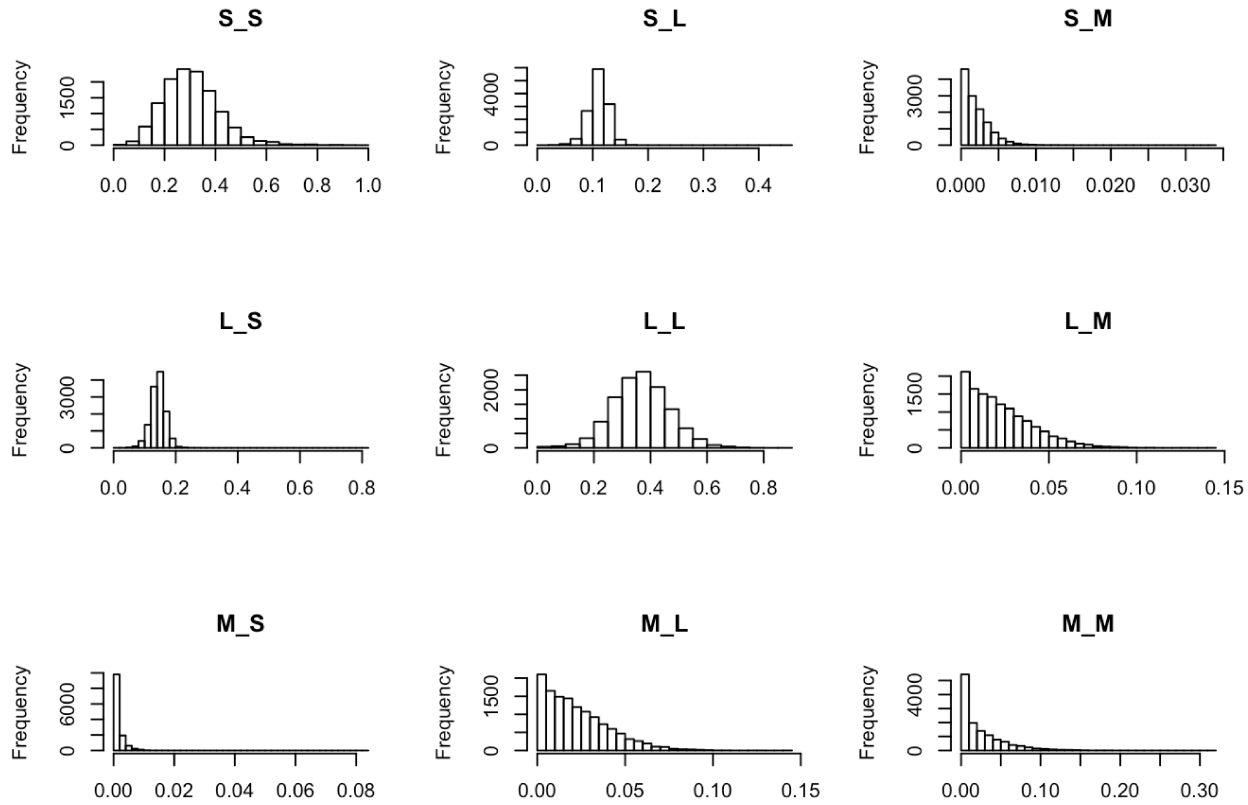 S_S
S_L
S_M
Frequency
0 1500
0.0 0.2 0.4 0.6 0.8 1.0
Frequency
0 4000
0.0 0.1 0.2 0.3 0.4
Frequency
0 3000
0.000 0.010 0.020 0.030
L_S
L_L
L_M
Frequency
0 3000
0.0 0.2 0.4 0.6 0.8
Frequency
0 2000
0.0 0.2 0.4 0.6 0.8
Frequency
0 1500
0.00 0.05 0.10 0.15
M_S
M_L
M_M
Frequency
0 6000
0.00 0.02 0.04 0.06 0.08
Frequency
0 1500
0.00 0.05 0.10 0.15
Frequency
0 4000
0.00 0.10 0.20 0.30